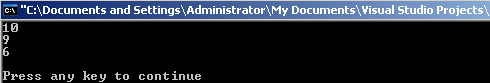 "C:\Documents and Settings\Administrator\My Documents\Visual Studio Projects\
10
9
6
Press any key to continue